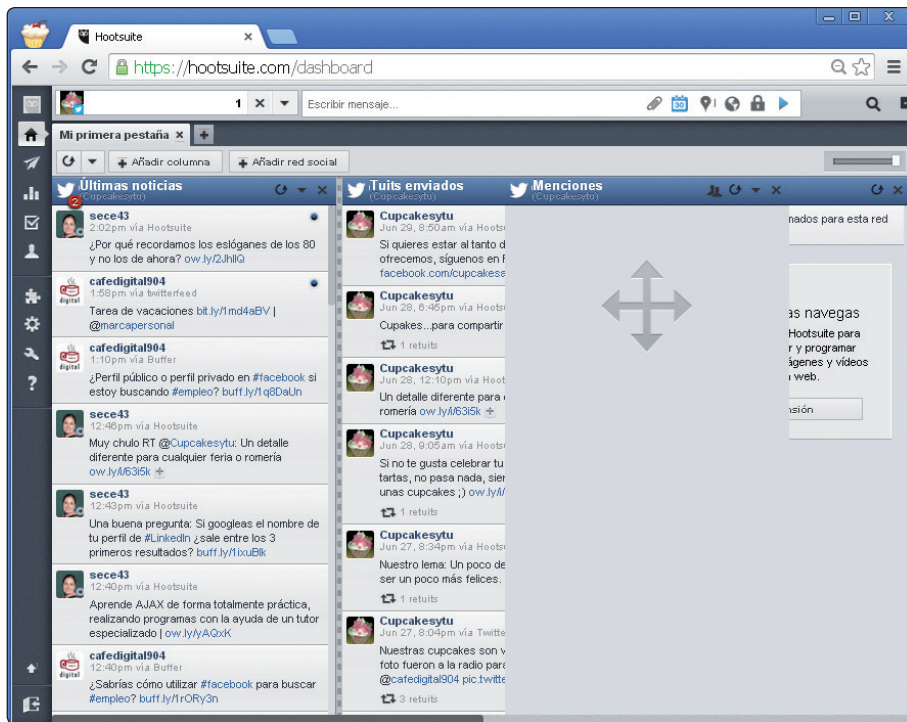 Hootsuite
https://hootsuite.com/dashboard
1
Escribir mensaje...
30
Mi primera pestaña
Añadir columna
Añadir red social
Últimas noticias
(Cupcakesytu)
2
sece43
2:02pm vía Hootsuite
¿Por qué recordamos los eslóganes de los 80
y no los de ahora? ow.ly/2JhlIQ
cafedigital904
1:58pm vía twitterfeed
Tarea de vacaciones bit.ly/1md4aBV |
@marcapersonal
cafedigital904
1:10pm vía Buffer
¿Perfil público o perfil privado en #facebook si
estoy buscando #empleo? buff.ly/1q8DaUn
sece43
12:46pm vía Hootsuite
Muy chulo RT @Cupcakesytu: Un detalle
diferente para cualquier feria o romería
ow.ly/i/63i5k
sece43
12:43pm vía Hootsuite
Una buena pregunta: Si googleas el nombre de
tu perfil de #LinkedIn ¿sale entre los 3
primeros resultados? buff.ly/1ixuBlk
sece43
12:40pm vía Hootsuite
Aprende AJAX de forma totalmente práctica,
realizando programas con la ayuda de un tutor
especializado | ow.ly/yAQxK
cafedigital904
12:40pm vía Buffer
¿Sabrías cómo utilizar #facebook para buscar
#empleo? buff.ly/1rORy3n
digital
digital
digital
Tuits enviados
(Cupcakesytu)
Cupcakesytu
Jun 29, 8:50am vía Hoots
Si quieres estar al tanto d
ofrecemos, síguenos en F
facebook.com/cupcakesa
Cupcakesytu
Jun 28, 6:45pm vía Hoots
Cupakes...para compartir
1 retuits
Cupcakesytu
Jun 28, 12:10pm vía Hoot
Un detalle diferente para
romería ow.ly/i/63i5k
Cupcakesytu
Jun 28, 9:05am vía Hoots
Si no te gusta celebrar tu
tartas, no pasa nada, sien
unas cupcakes ;) ow.ly/i/
1 retuits
Cupcakesytu
Jun 27, 8:34pm vía Hoots
Nuestro lema: Un poco de
ser un poco más felices.
1 retuits
Cupcakesytu
Jun 27, 8:04pm vía Twitte
Nuestras cupcakes son v
foto fueron a la radio para
@cafedigital904 pic.twitte
3 retuits
Menciones
(Cupcakesytu)
nados para esta red
as navegas
Hootsuite para
r y programar
ágenes y vídeos
web.
nsión